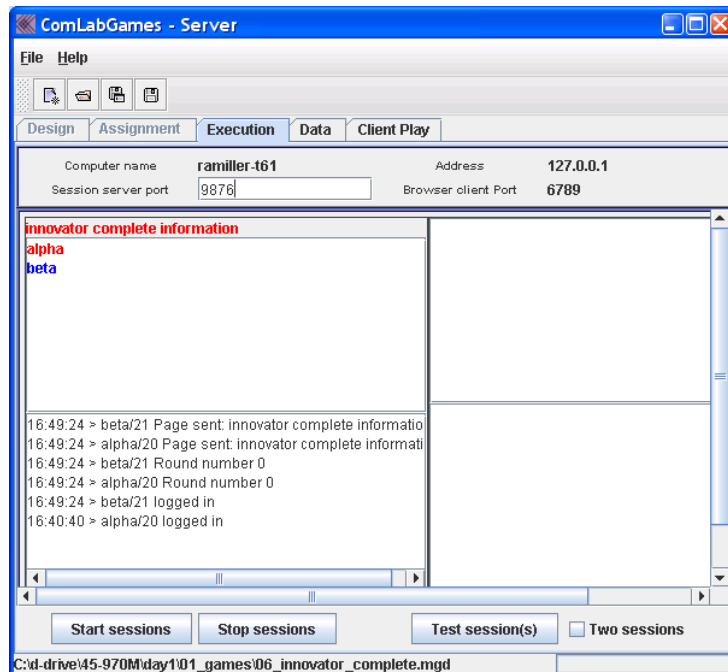 ComLabGames - Server
File Help
Design Assignment Execution Data Client Play
Computer name ramiller-t61 Address 127.0.0.1
Session server port 9876 Browser client Port 6789
innovator complete information
alpha
beta
16:49:24 > beta/21 Page sent: innovator complete informatio
16:49:24 > alpha/20 Page sent: innovator complete informati
16:49:24 > beta/21 Round number 0
16:49:24 > alpha/20 Round number 0
16:49:24 > beta/21 logged in
16:40:40 > alpha/20 logged in
Start sessions Stop sessions Test session(s) Two sessions
C:\d-drive\45-970M\day1\01_games\06_innovator_complete.mgd